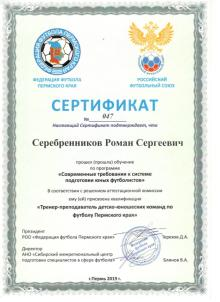 ФЕДЕРАЦИЯ ФУТБОЛА
ПЕРМСКОГО КРАЯ
РОССИЙСКИЙ
ФУТБОЛЬНЫЙ СОЮЗ
СЕРТИФИКАТ
№ 047
Настоящий Сертификат подтверждает, что
Серебренников Роман Сергеевич
прошел (прошла) обучение
по программе
«Современные требования к системе
подготовки юных футболистов»
В соответствии с решением аттестационной комиссии
ему (ей) присвоена квалификация
«Тренер-преподаватель детско-юношеских команд по
футболу Пермского края»
Президент
РОО «Федерация футбола Пермского края»
Директор
АНО «Сибирский межрегиональный центр
подготовки специалистов в сфере футбола»
г.Пермь 2019 г.